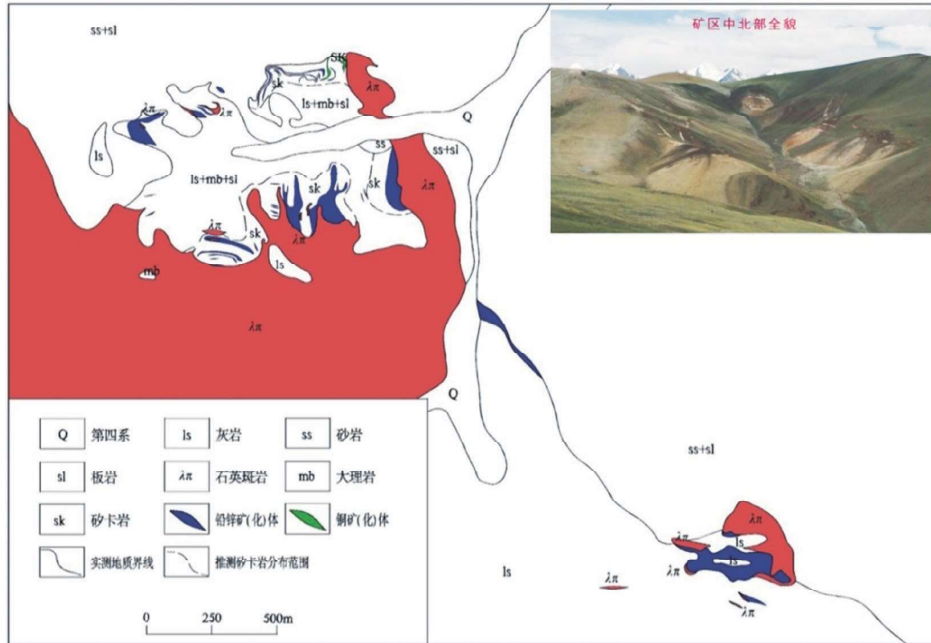 ss+sl
矿区中北部全貌
SK
sk
λπ
ls+mb+sl
λπ
λπ
Q
ls
ss
ss+sl
ls+mb+sl
sk
sk
λπ
λπ
sk
λπ
ls
mb
λπ
Q
ss+sl
Q 第四系
ls 灰岩
ss 砂岩
sl 板岩
λπ 石英斑岩
mb 大理岩
sk 矽卡岩
铅锌矿(化)体
铜矿(化)体
实测地质界线
推测矽卡岩分布范围
0 250 500m
λπ
λπ
ls
ls
ls
λπ
λπ
λπ